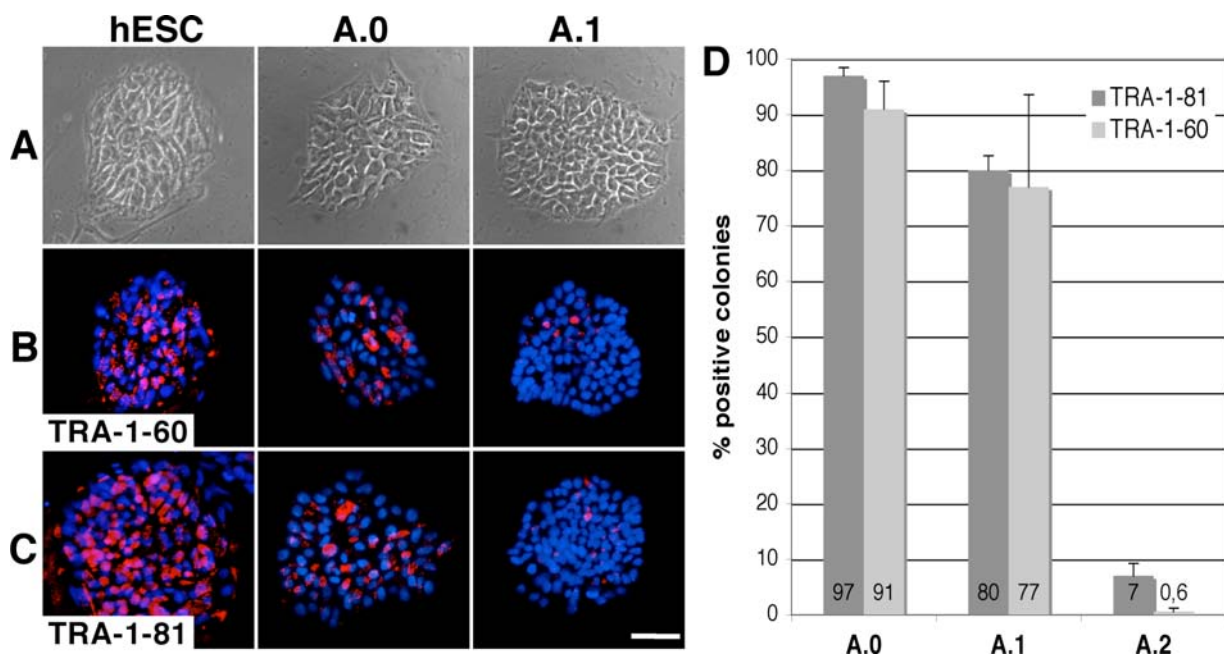 hESC A.0 A.1
A
B
TRA-1-60
C
TRA-1-81
D
% positive colonies
100
90
80
70
60
50
40
30
20
10
0
TRA-1-81
TRA-1-60
97 91 80 77 7 0,6
A.0 A.1 A.2